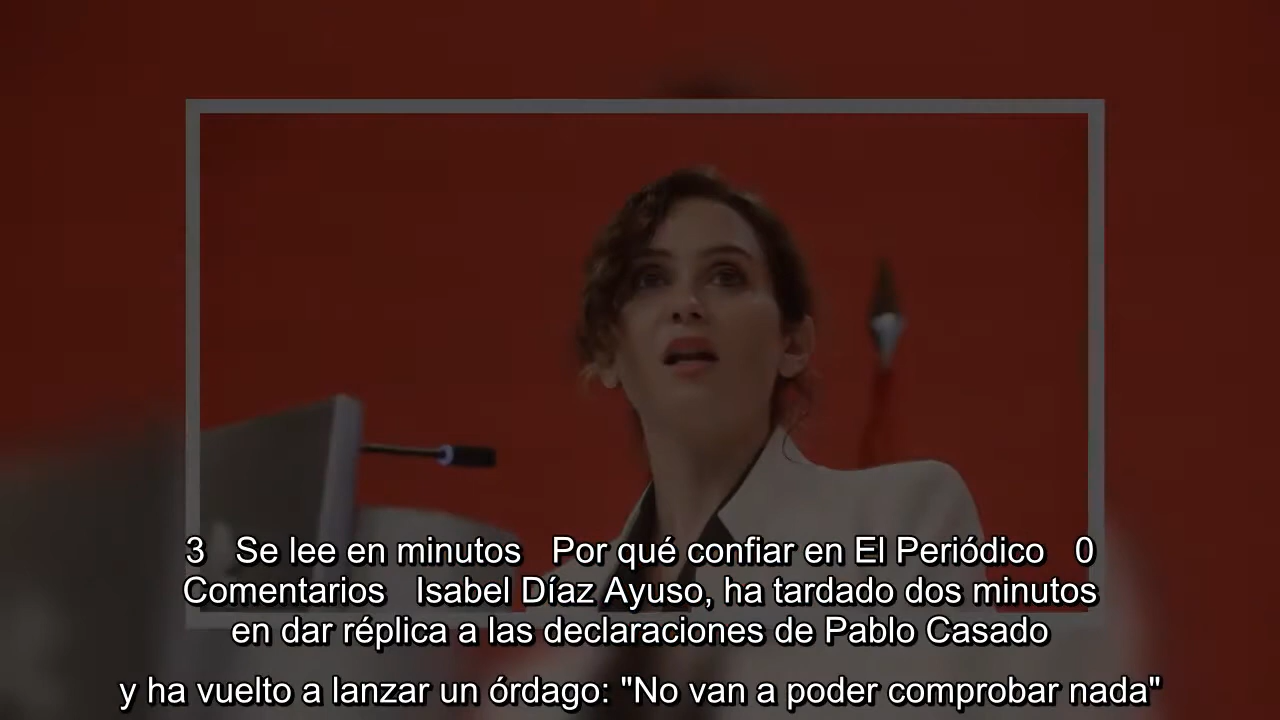 3 Se lee en minutos Por qué confiar en El Periódico 0
Comentarios Isabel Díaz Ayuso, ha tardado dos minutos
en dar réplica a las declaraciones de Pablo Casado
y ha vuelto a lanzar un órdago: "No van a poder comprobar nada"